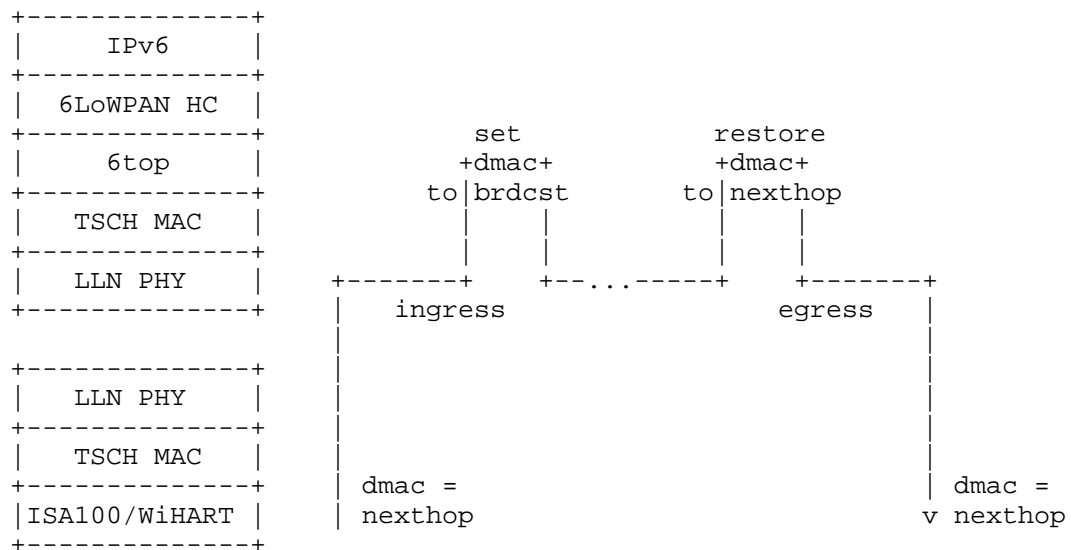 IPv6
6LoWPAN HC
set restore
6top +dmac+ +dmac+
to|brdcst to|nexthop
TSCH MAC
LLN PHY
ingress egress
LLN PHY
TSCH MAC
dmac = dmac =
ISA100/WiHART nexthop v nexthop